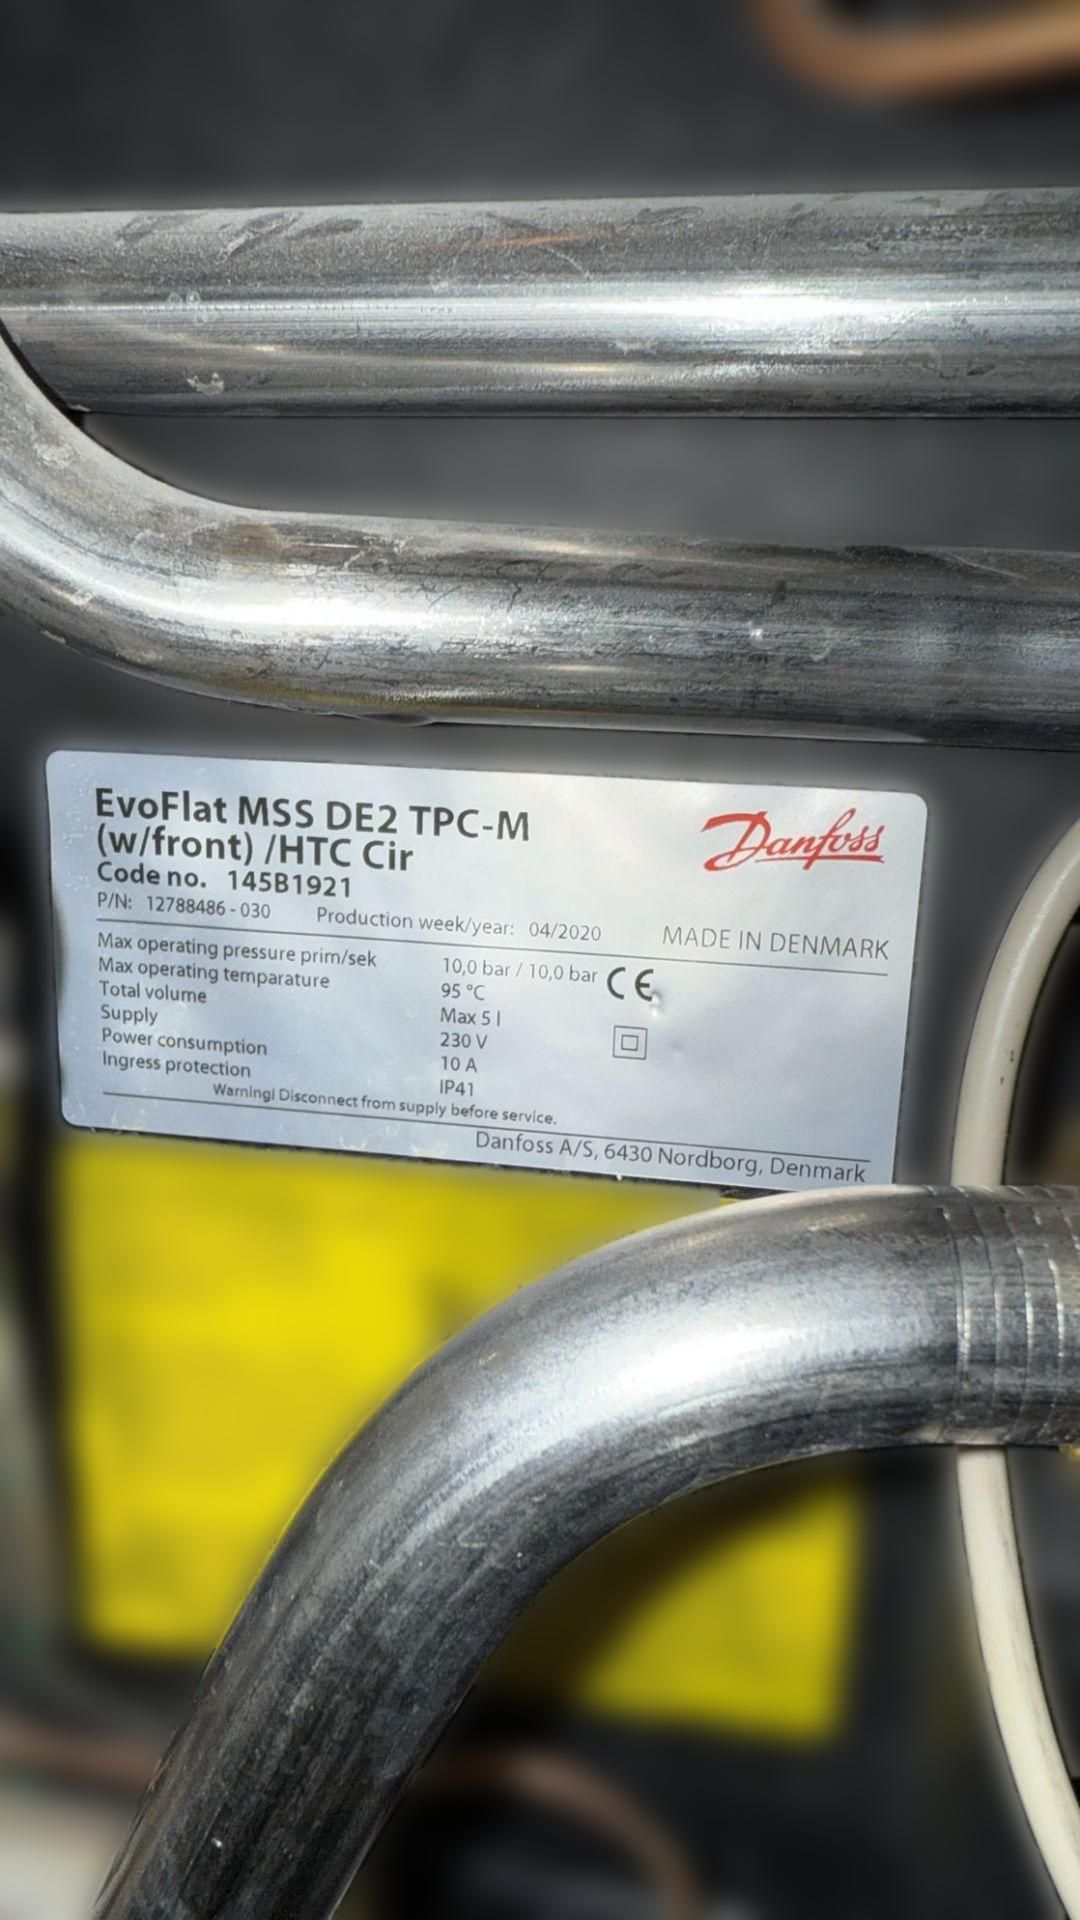 EvoFlat MSS DE2 TPC-M
(w/front) /HTC Cir
Danfoss
Code no. 145B1921
P/N: 12788486 - 030 Production week/year: 04/2020 MADE IN DENMARK
Max operating pressure prim/sek 10,0 bar / 10,0 bar CE
Max operating temparature 95 °C
Total volume Max 5 l
Supply 230 V
Power consumption 10 A
Ingress protection IP41
Warning! Disconnect from supply before service.
Danfoss A/S, 6430 Nordborg, Denmark